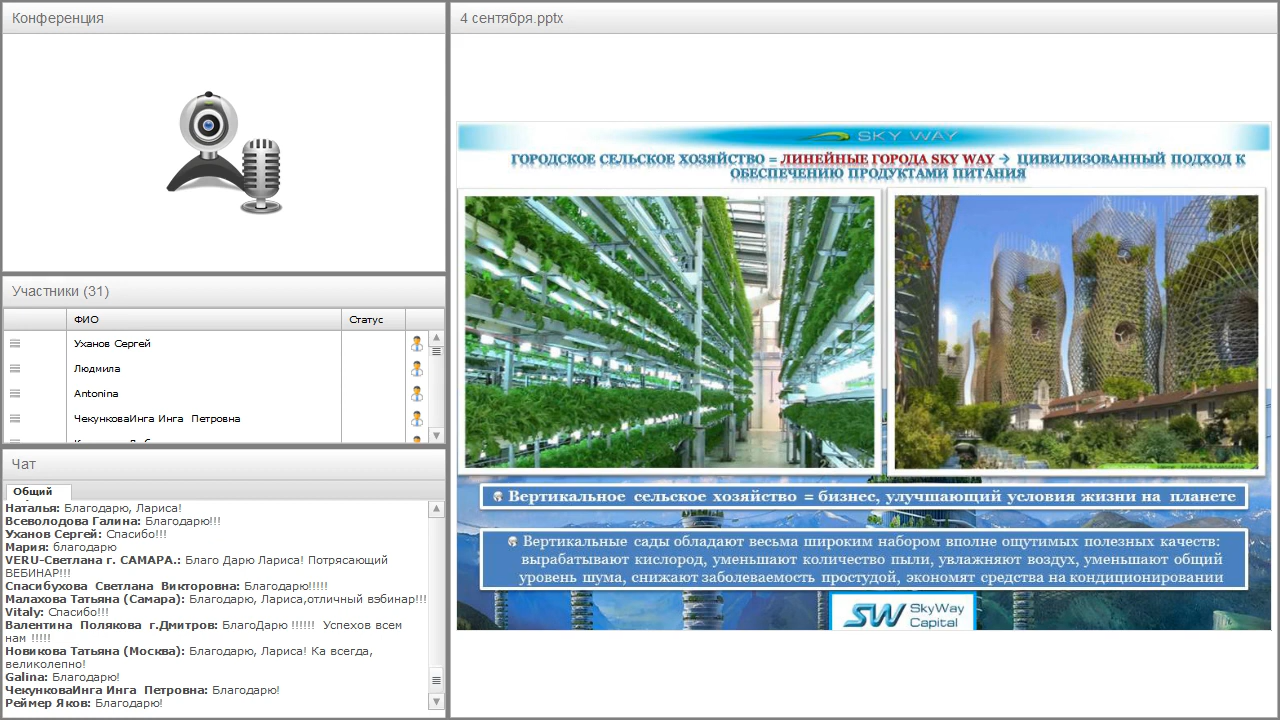 Конференция
Участники (31)
ФИО
Статус
Уханов Сергей
Людмила
Antonina
ЧекунковаИнга Инга Петровна
Чат
Общий
Наталья: Благодарю, Лариса!
Всеволодова Галина: Благодарю!!!
Уханов Сергей: Спасибо!!!
Мария: благодарю
VERU-Светлана г. САМАРА.: Благо Дарю Лариса! Потрясающий
ВЕБИНАР!!!
Спасибухова Светлана Викторовна: Благодарю!!!!!
Малахова Татьяна (Самара): Благодарю, Лариса,отличный вэбинар!!!
Vitaly: Спасибо!!!
Валентина Полякова г.Дмитров: БлагоДарю !!!!!! Успехов всем
нам !!!!!
Новикова Татьяна (Москва): Благодарю, Лариса! Ка всегда,
великолепно!
Galina: Благодарю!
ЧекунковаИнга Инга Петровна: Благодарю!
Реймер Яков: Благодарю!
4 сентября.pptx
SKY WAY
ГОРОДСКОЕ СЕЛЬСКОЕ ХОЗЯЙСТВО = ЛИНЕЙНЫЕ ГОРОДА SKY WAY → ЦИВИЛИЗОВАННЫЙ ПОДХОД К
ОБЕСПЕЧЕНИЮ ПРОДУКТАМИ ПИТАНИЯ
Вертикальное сельское хозяйство = бизнес, улучшающий условия жизни на планете
Вертикальные сады обладают весьма широким набором вполне ощутимых полезных качеств:
вырабатывают кислород, уменьшают количество пыли, увлажняют воздух, уменьшают общий
уровень шума, снижают заболеваемость простудой, экономят средства на кондиционировании
SW SkyWay
Capital